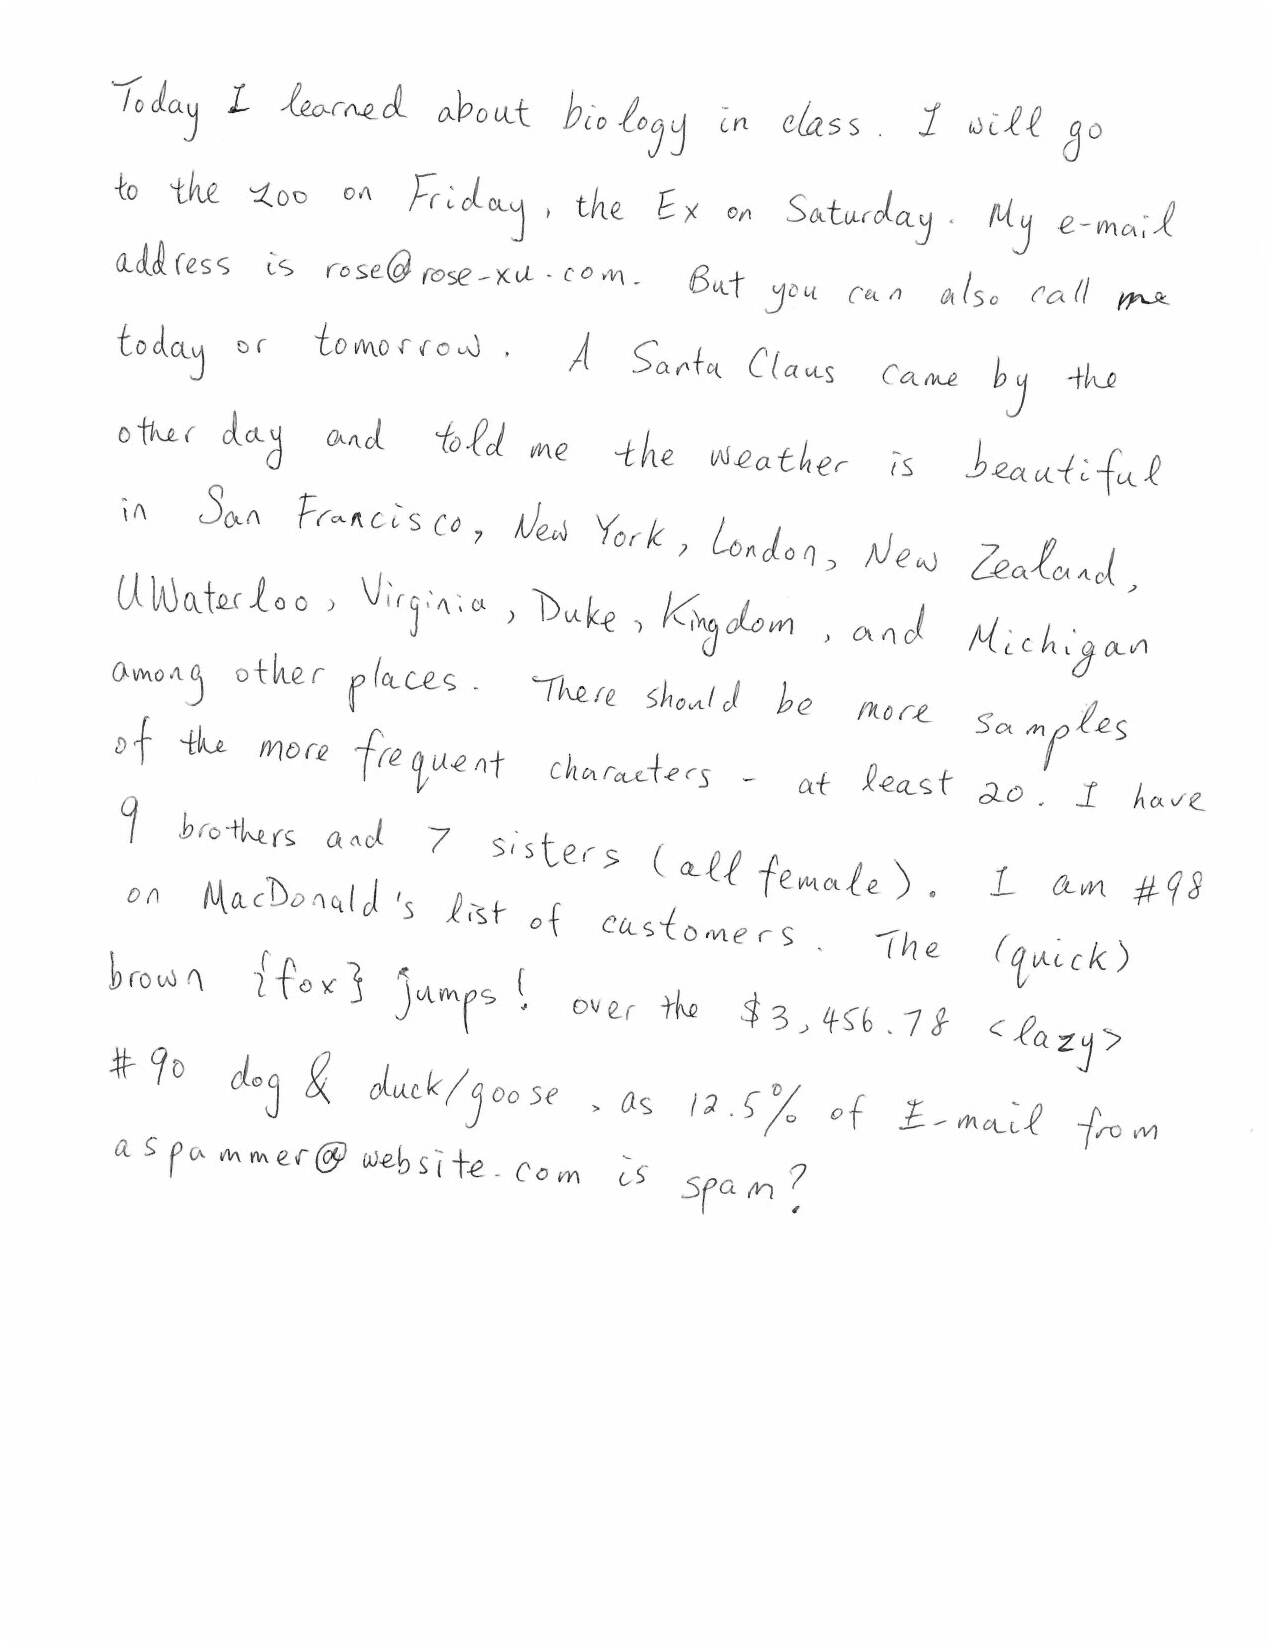 Today I learned about biology in class. I will go
to the zoo on Friday, the Ex on Saturday. My e-mail
address is rose@rose-xu.com. But you can also call me
today or tomorrow. A Santa Claus came by the
other day and told me the weather is beautiful
in San Francisco, New York, London, New Zealand,
UWaterloo, Virginia, Duke, Kingdom, and Michigan
among other places. There should be more samples
of the more frequent characters - at least 20. I have
9 brothers and 7 sisters (all female). I am #98
on MacDonald's list of customers. The (quick)
brown {fox} jumps! over the $3,456.78 <lazy>
#90 dog & duck/goose, as 12.5% of E-mail from
aspammer@website.com is spam?